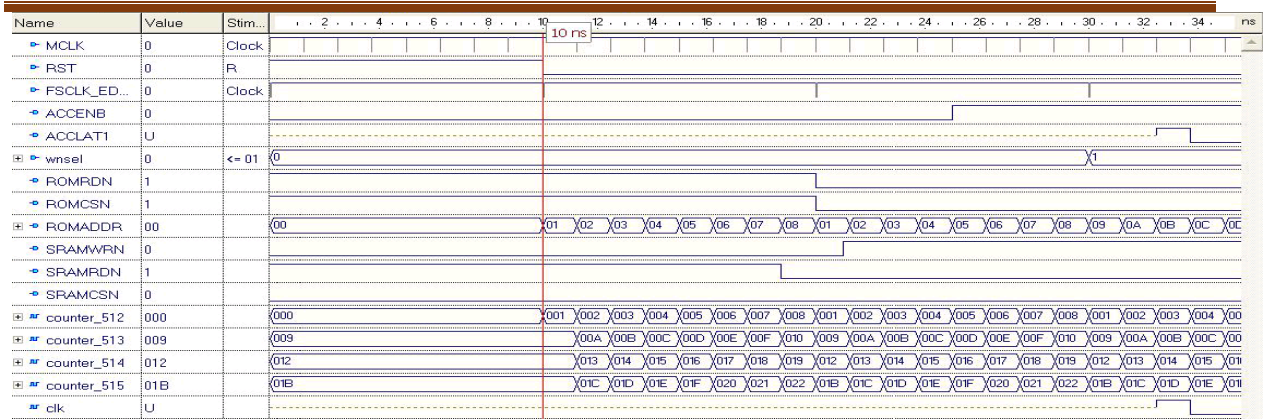 Name Value Stim... 2 4 6 8 10 12 14 16 18 20 22 24 26 28 30 32 34 ns
10 ns
MCLK 0 Clock
RST 0 R
FSCLK_ED... 0 Clock
ACCENB 0
ACCLAT1 U
wnsel 0 <= 01 0 1
ROMRDN 1
ROMCSN 1
ROMADDR 00 00 01 02 03 04 05 06 07 08 01 02 03 04 05 06 07 08 09 0A 0B 0C
SRAMWRN 0
SRAMRDN 1
SRAMCSN 0
counter_512 000 000 001 002 003 004 005 006 007 008 001 002 003 004 005 006 007 008 001 002 003 004 00
counter_513 009 009 00A 00B 00C 00D 00E 00F 010 009 00A 00B 00C 00D 00E 00F 010 009 00A 00B 00C 00
counter_514 012 012 013 014 015 016 017 018 019 012 013 014 015 016 017 018 019 012 013 014 015
counter_515 01B 01B 01C 01D 01E 01F 020 021 022 01B 01C 01D 01E 01F 020 021 022 01B 01C 01D 01E
clk U